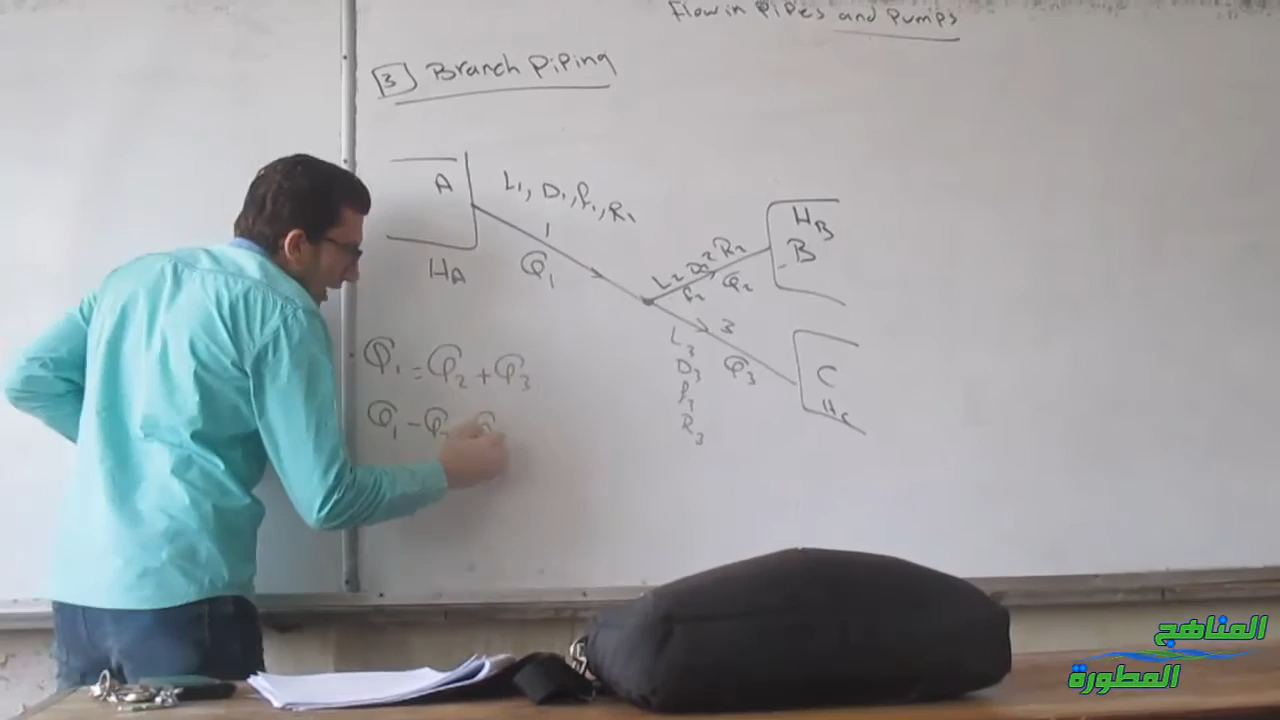 Flow in pipes and pumps
3 Branch piping
A
L1, D1, f1, R1
1
HA
Q1
L2 D2 2 R2
f2 Q2
HB
B
3
L3
D3
f3
R3
Q3
C
Hc
Q1 = Q2 + Q3
Q1 - Q2
المناهج
المطورة